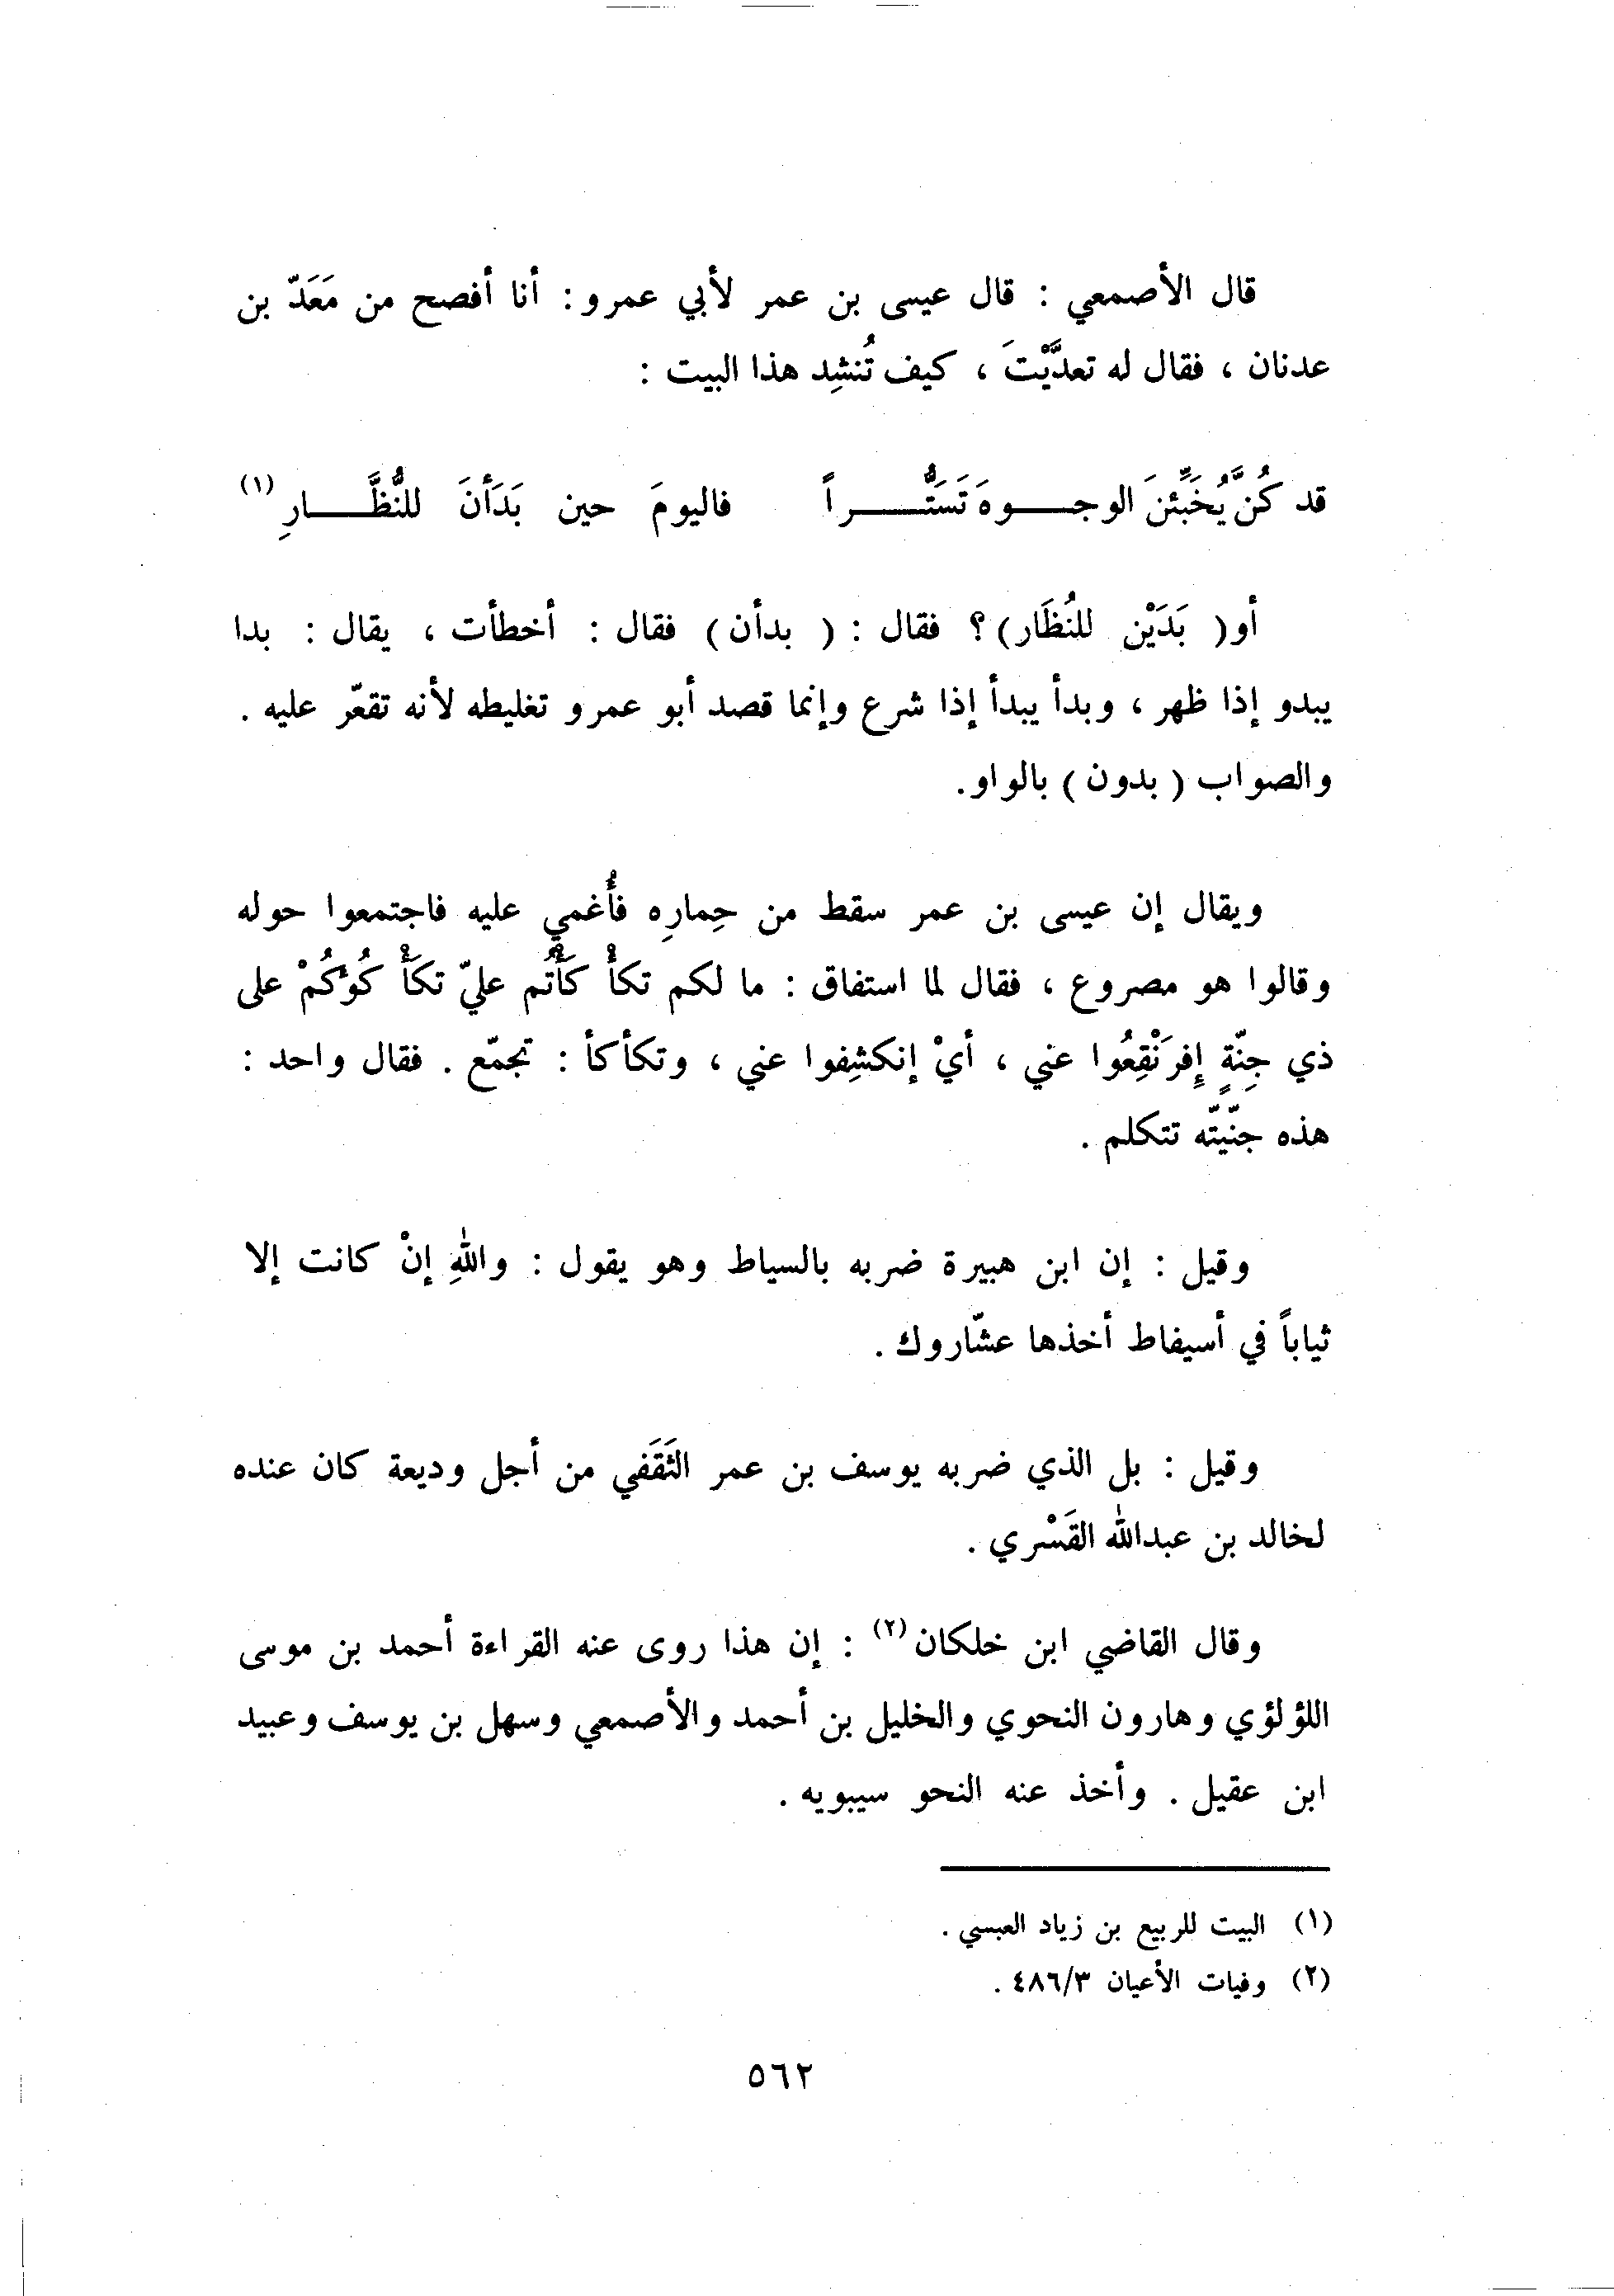 قال الأصمعي : قال عيسى بن عمر لأبي عمرو : أنا أفصح من مَعَدّ بن
عدنان ، فقال له تعدَّيْتَ ، كيف تُنشِد هذا البيت :
قد كُنَّ يُخَبِّئنَ الوجـــوهَ تَسَتُّـــراً فاليومَ حين بَدَأنَ للنُّظَّـــارِ (١)
أو ( بَدَيْن للنُظَار ) ؟ فقال : ( بدأن ) فقال : أخطأت ، يقال : بدا
يبدو إذا ظهر ، وبدأ يبدأ إذا شرع وإنما قصد أبو عمرو تغليطه لأنه تقعّر عليه .
والصواب ( بدون ) بالواو .
ويقال إن عيسى بن عمر سقط من حِمارِه فأُغمي عليه فاجتمعوا حوله
وقالوا هو مصروع ، فقال لما استفاق : ما لكم تكأْ كَأْتُم عليّ تكَأْ كُؤكُمْ على
ذي جِنّةٍ إِفرَنْقِعُوا عني ، أيْ إنكشِفوا عني ، وتكأكأ : تجمّع . فقال واحد :
هذه جنّيتّه تتكلم .
وقيل : إن ابن هبيرة ضربه بالسياط وهو يقول : واللهِ إنْ كانت إلا
ثياباً في أسيفاط أخذها عشّاروك .
وقيل : بل الذي ضربه يوسف بن عمر الثَقَفي من أجل وديعة كان عنده
لخالد بن عبدالله القَسْري .
وقال القاضي ابن خلكان (٢) : إن هذا روى عنه القراءة أحمد بن موسى
اللؤلؤي وهارون النحوي والخليل بن أحمد والأصمعي وسهل بن يوسف وعبيد
ابن عقيل . وأخذ عنه النحو سيبويه .
(١) البيت للربيع بن زياد العبسي .
(٢) وفيات الأعيان ٤٨٦/٣ .
٥٦٢